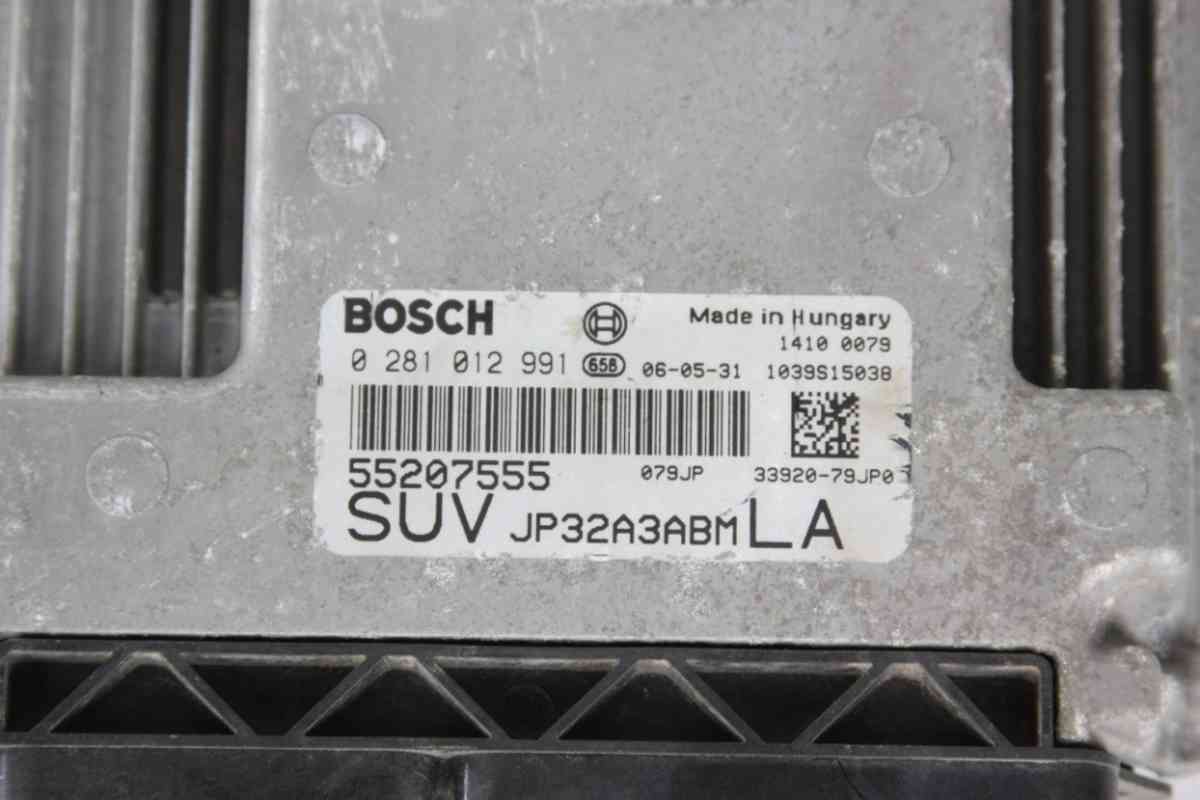 BOSCH
Made in Hungary
1410 0079
0 281 012 991 658 06-05-31 1039S15038
55207555 079JP 33920-79JP0
SUV JP32A3ABM LA